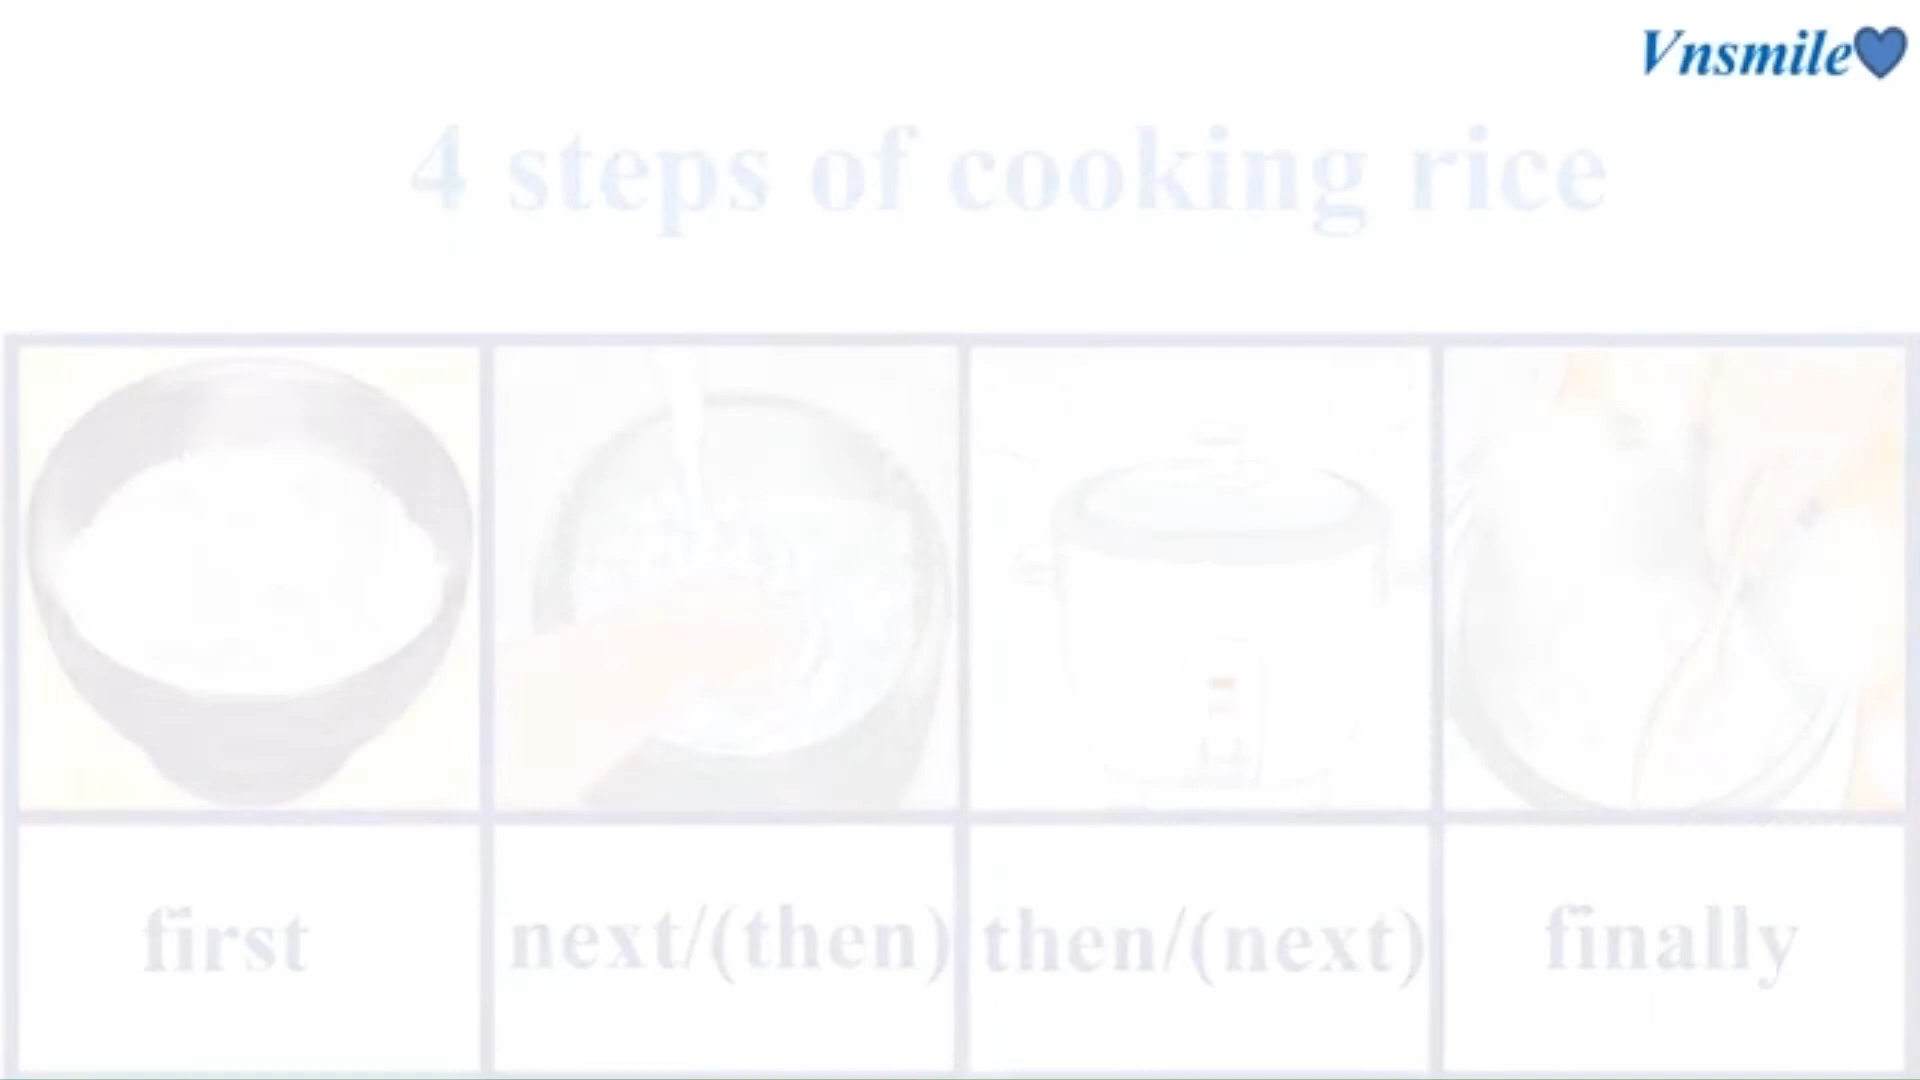 Vnsmile
4 steps of cooking rice
first
next/(then)
then/(next)
finally